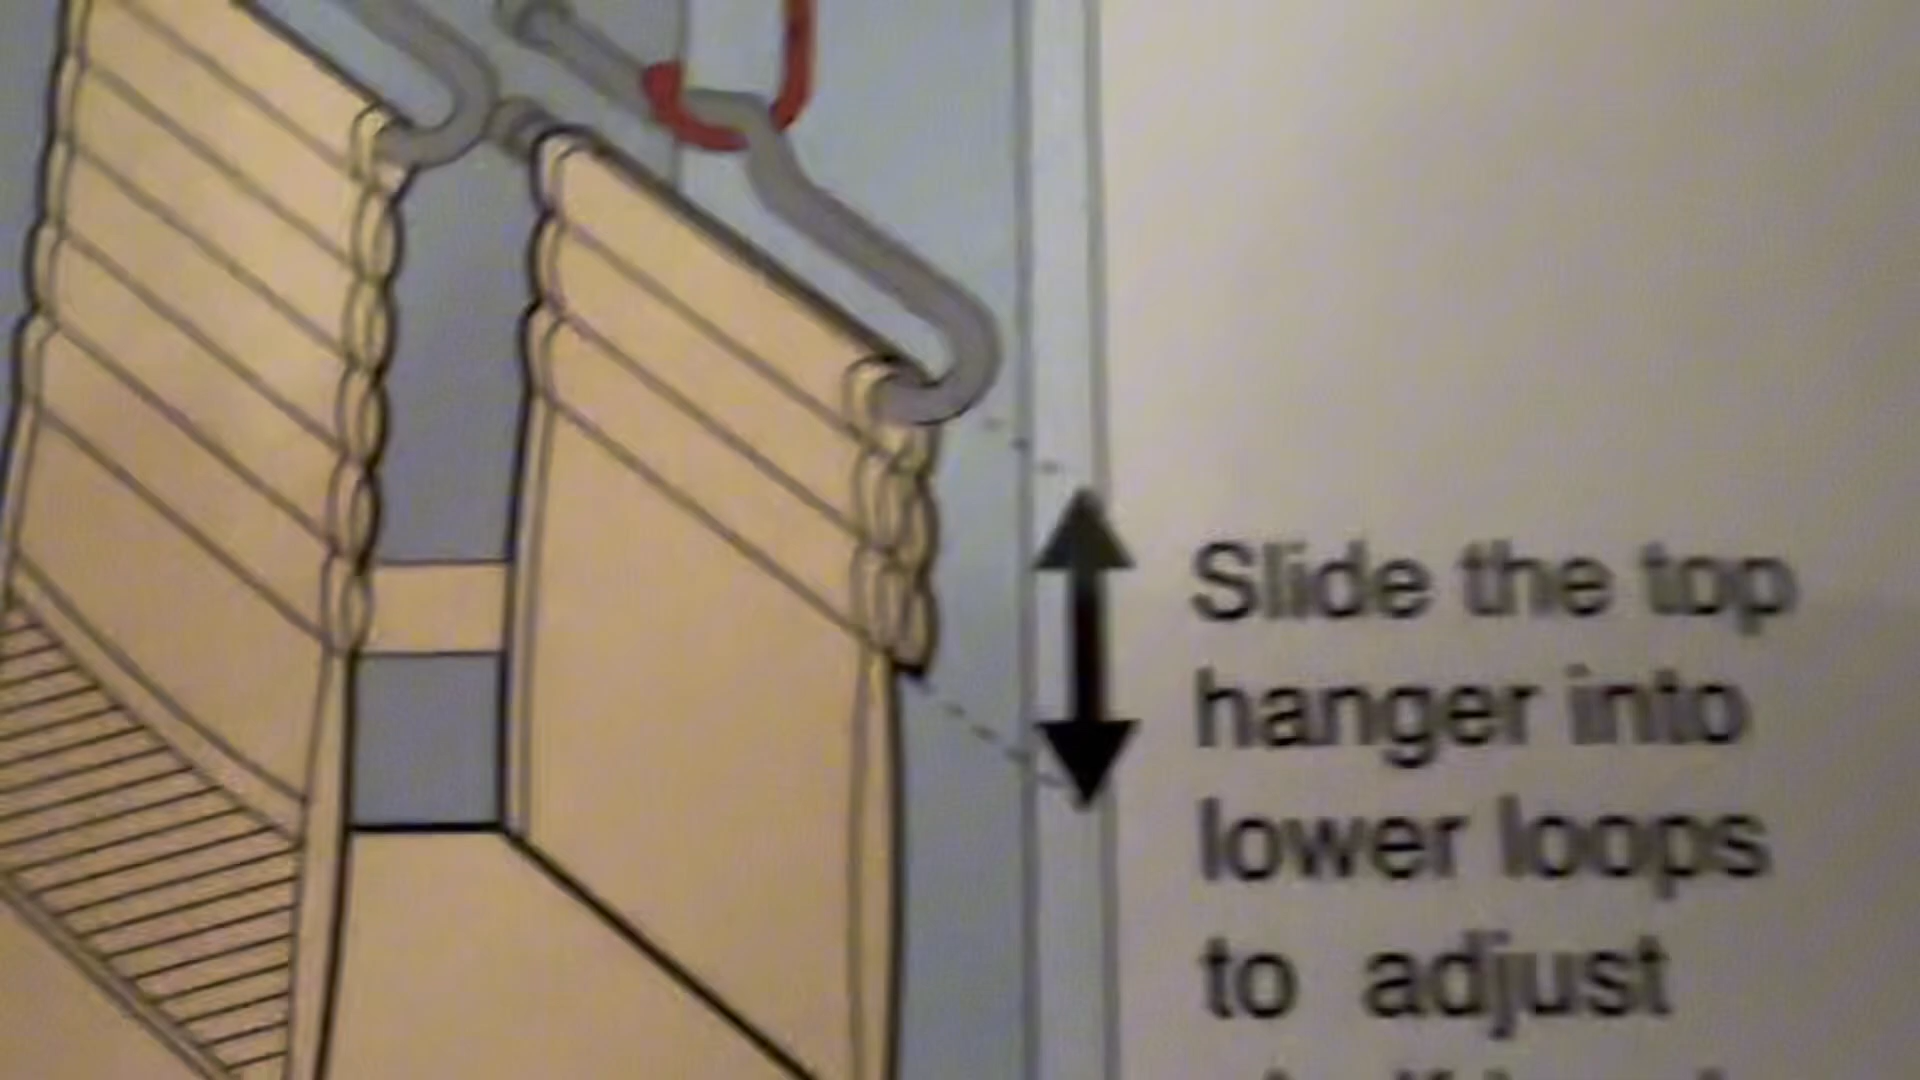 Slide the top
hanger into
lower loops
to adjust